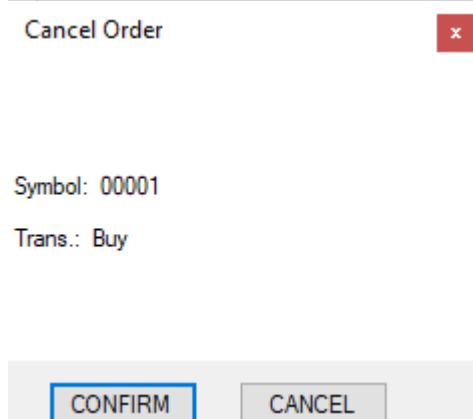 Cancel Order
x
Symbol: 00001
Trans.: Buy
CONFIRM CANCEL